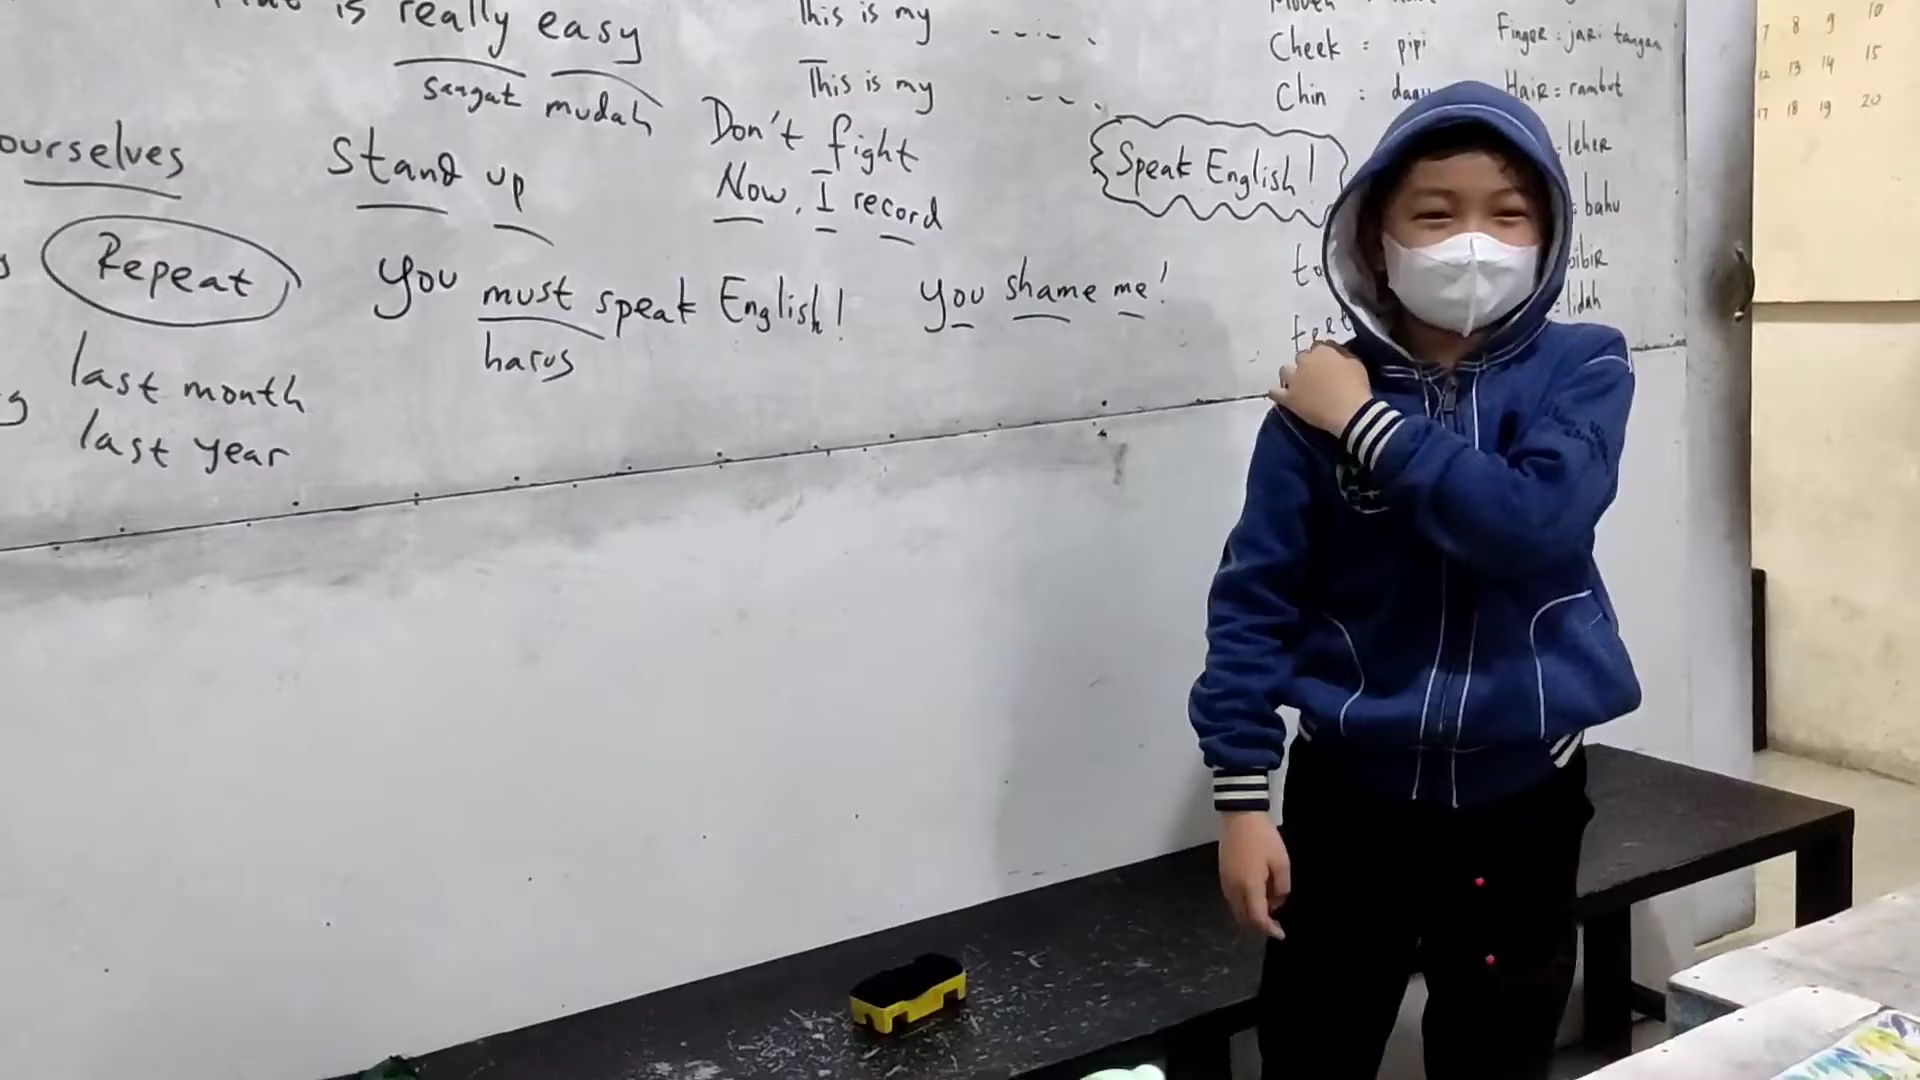 is really easy
sangat mudah
ourselves
Stand up
Repeat
You must speak English!
harus
last month
last year
This is my ----.
This is my ----.
Don't fight
Now, I record
You shame me!
Speak English!
Cheek : pipi
Chin :
Finger : jari tangan
Hair = rambut
: leher
: bahu
bibir
= lidah
7 8 9 10
12 13 14 15
17 18 19 20